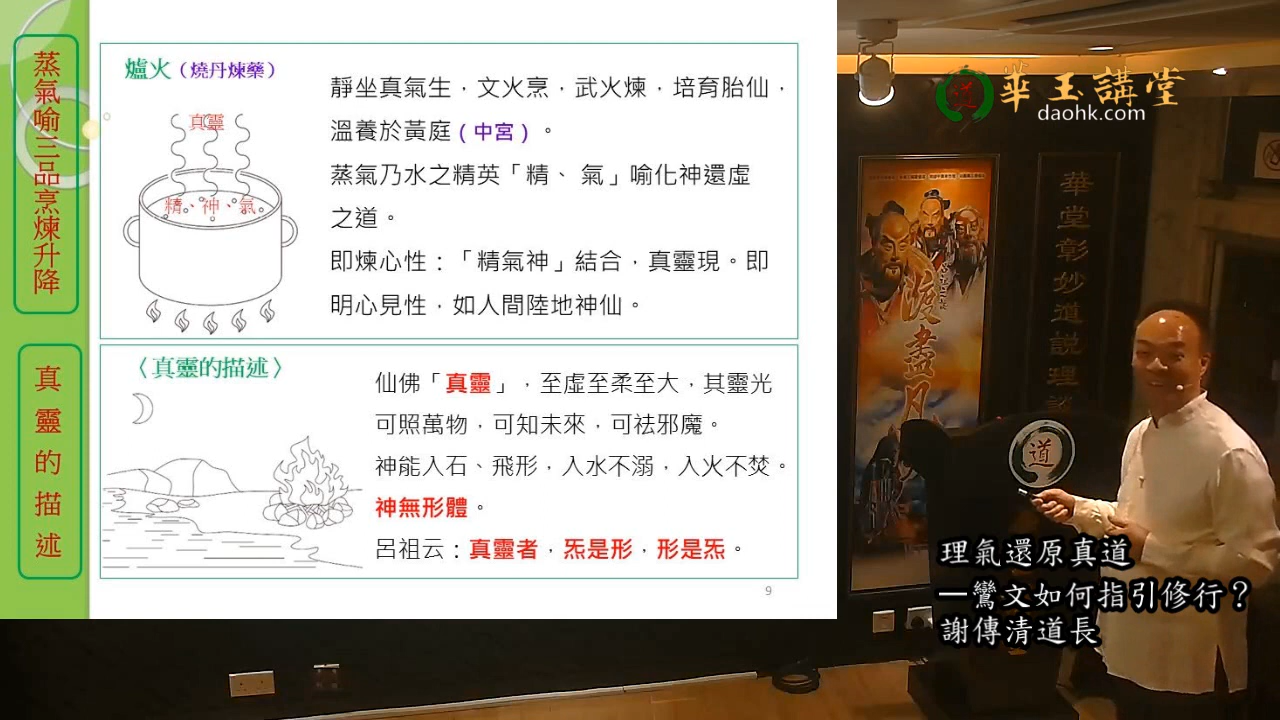 蒸氣喻三品烹煉升降
真靈的描述
爐火（燒丹煉藥）
真靈
精、神、氣
靜坐真氣生，文火烹，武火煉，培育胎仙，
溫養於黃庭（中宮）。
蒸氣乃水之精英「精、 氣」喻化神還虛
之道。
即煉心性：「精氣神」結合，真靈現。即
明心見性，如人間陸地神仙。
〈真靈的描述〉
仙佛「真靈」，至虛至柔至大，其靈光
可照萬物，可知未來，可祛邪魔。
神能入石、飛形，入水不溺，入火不焚。
神無形體。
呂祖云：真靈者，炁是形，形是炁。
9
道
華玉講堂
daohk.com
渡盡凡
華堂彰妙道說理談
道
理氣還原真道
—鸞文如何指引修行？
謝傳清道長